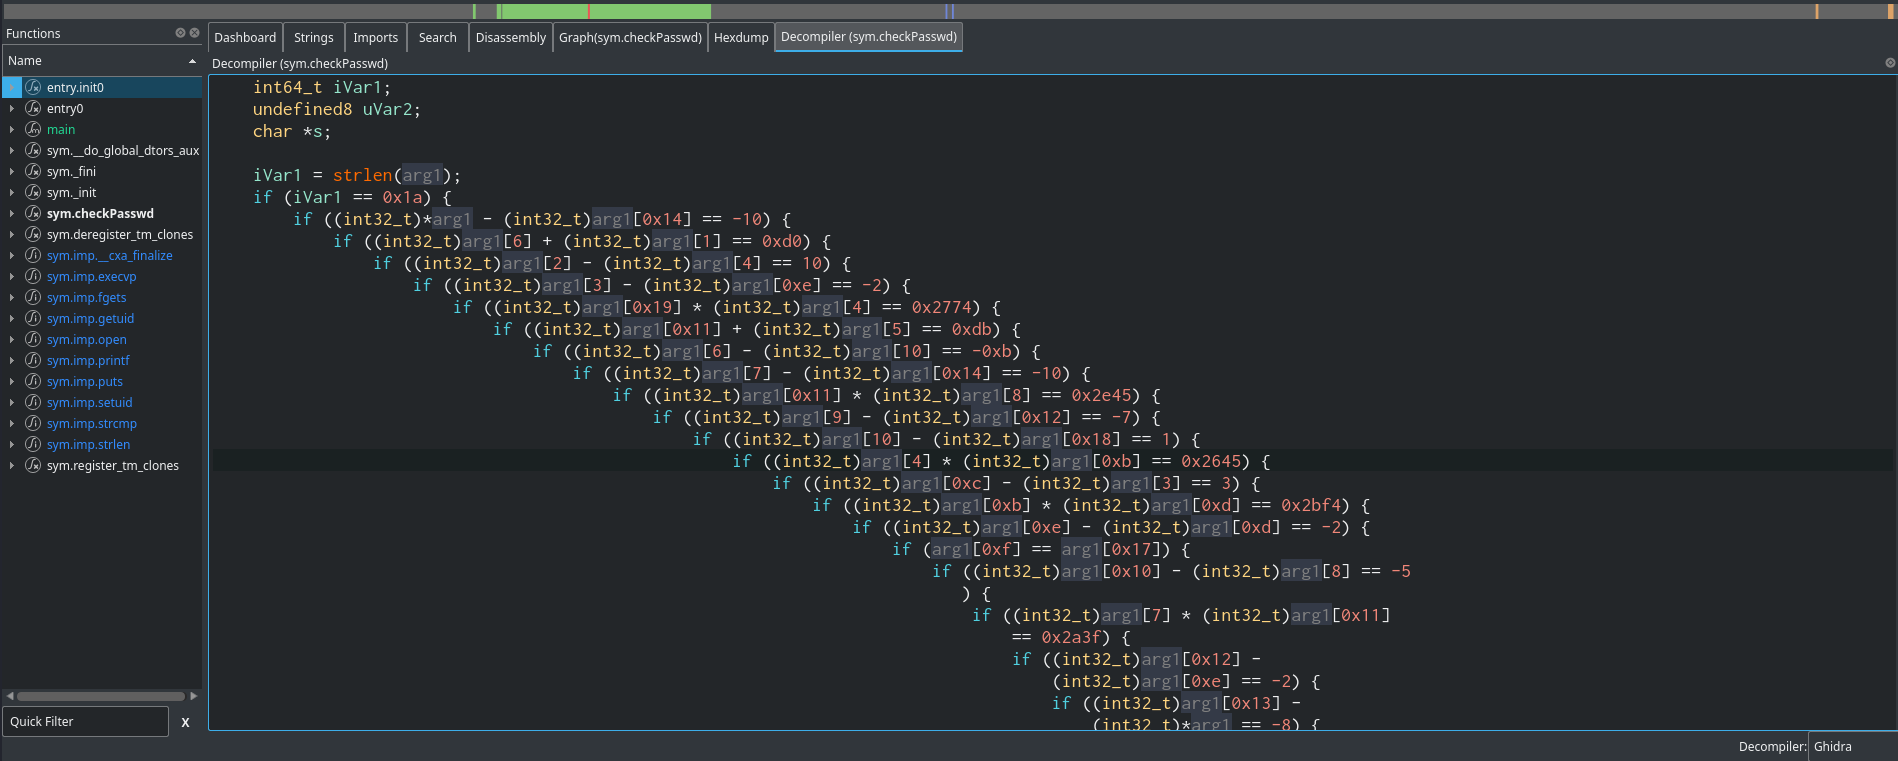 Functions
Name
entry.init0
entry0
main
sym.__do_global_dtors_aux
sym._fini
sym._init
sym.checkPasswd
sym.deregister_tm_clones
sym.imp.__cxa_finalize
sym.imp.execvp
sym.imp.fgets
sym.imp.getuid
sym.imp.open
sym.imp.printf
sym.imp.puts
sym.imp.setuid
sym.imp.strcmp
sym.imp.strlen
sym.register_tm_clones
Quick Filter X
Dashboard Strings Imports Search Disassembly Graph(sym.checkPasswd) Hexdump Decompiler (sym.checkPasswd)
Decompiler (sym.checkPasswd)
int64_t iVar1;
undefined8 uVar2;
char *s;
iVar1 = strlen(arg1);
if (iVar1 == 0x1a) {
if ((int32_t)*arg1 - (int32_t)arg1[0x14] == -10) {
if ((int32_t)arg1[6] + (int32_t)arg1[1] == 0xd0) {
if ((int32_t)arg1[2] - (int32_t)arg1[4] == 10) {
if ((int32_t)arg1[3] - (int32_t)arg1[0xe] == -2) {
if ((int32_t)arg1[0x19] * (int32_t)arg1[4] == 0x2774) {
if ((int32_t)arg1[0x11] + (int32_t)arg1[5] == 0xdb) {
if ((int32_t)arg1[6] - (int32_t)arg1[10] == -0xb) {
if ((int32_t)arg1[7] - (int32_t)arg1[0x14] == -10) {
if ((int32_t)arg1[0x11] * (int32_t)arg1[8] == 0x2e45) {
if ((int32_t)arg1[9] - (int32_t)arg1[0x12] == -7) {
if ((int32_t)arg1[10] - (int32_t)arg1[0x18] == 1) {
if ((int32_t)arg1[4] * (int32_t)arg1[0xb] == 0x2645) {
if ((int32_t)arg1[0xc] - (int32_t)arg1[3] == 3) {
if ((int32_t)arg1[0xb] * (int32_t)arg1[0xd] == 0x2bf4) {
if ((int32_t)arg1[0xe] - (int32_t)arg1[0xd] == -2) {
if (arg1[0xf] == arg1[0x17]) {
if ((int32_t)arg1[0x10] - (int32_t)arg1[8] == -5
) {
if ((int32_t)arg1[7] * (int32_t)arg1[0x11]
== 0x2a3f) {
if ((int32_t)arg1[0x12] -
(int32_t)arg1[0xe] == -2) {
if ((int32_t)arg1[0x13] -
(int32_t)*arg1 == -8) {
Decompiler: Ghidra